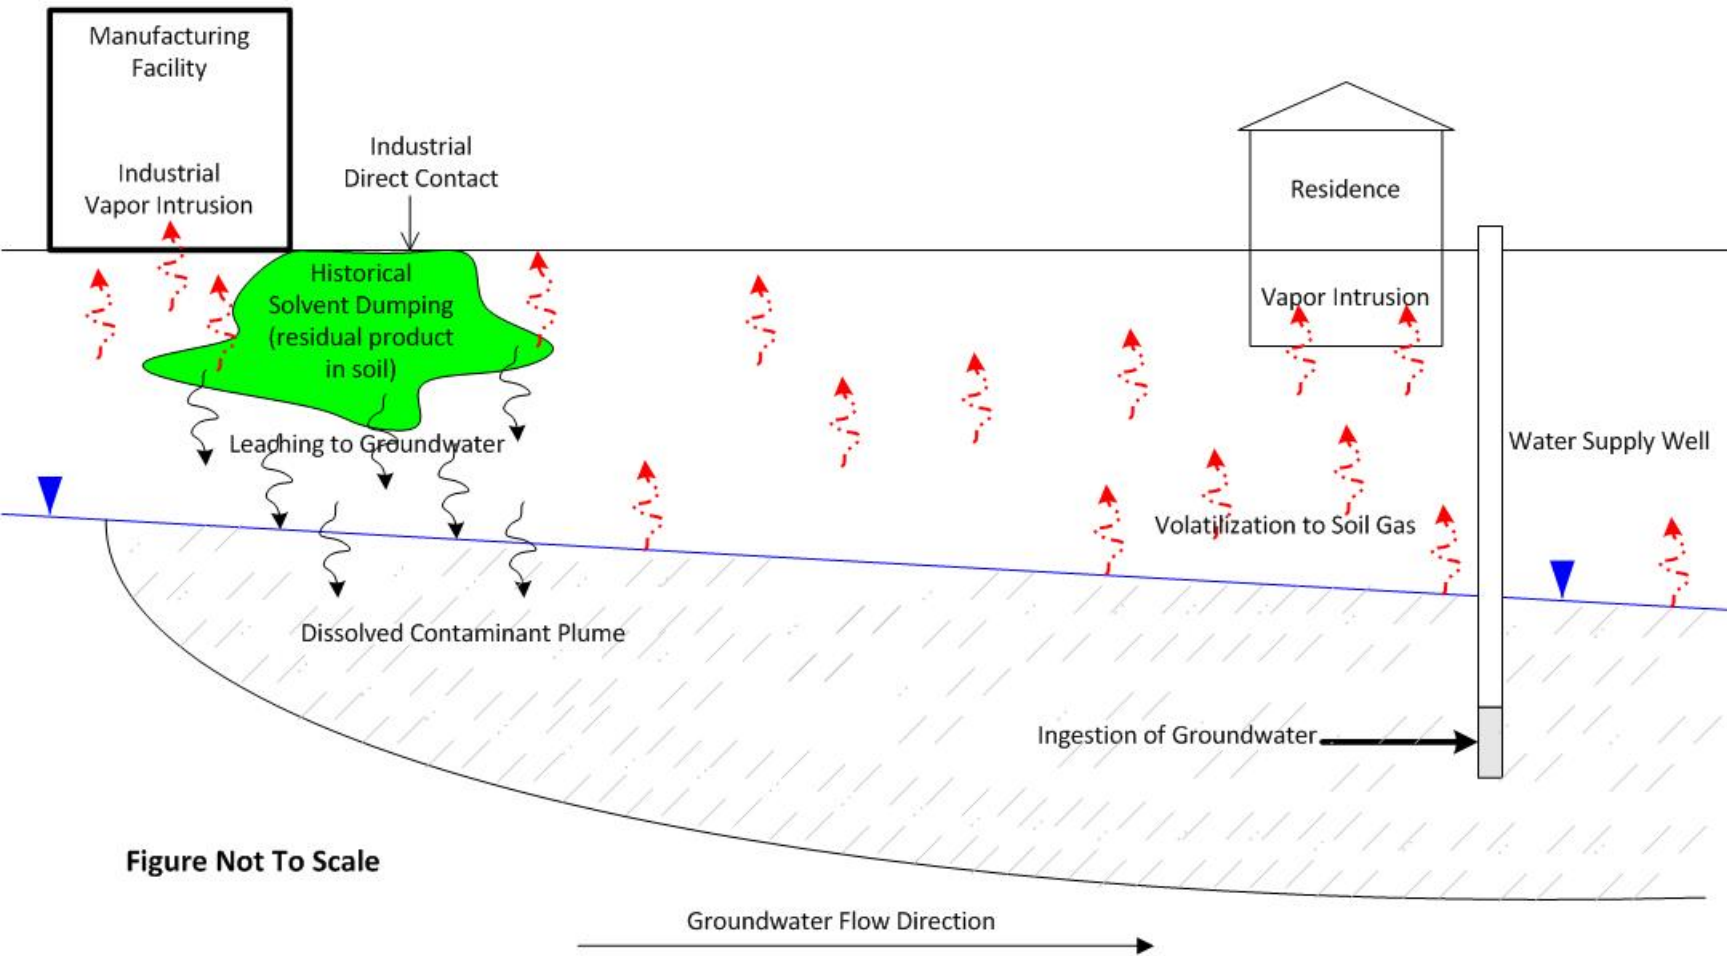 Manufacturing
Facility
Industrial
Vapor Intrusion
Industrial
Direct Contact
Historical
Solvent Dumping
(residual product
in soil)
Residence
Vapor Intrusion
Leaching to Groundwater
Water Supply Well
Volatilization to Soil Gas
Dissolved Contaminant Plume
Ingestion of Groundwater
Figure Not To Scale
Groundwater Flow Direction